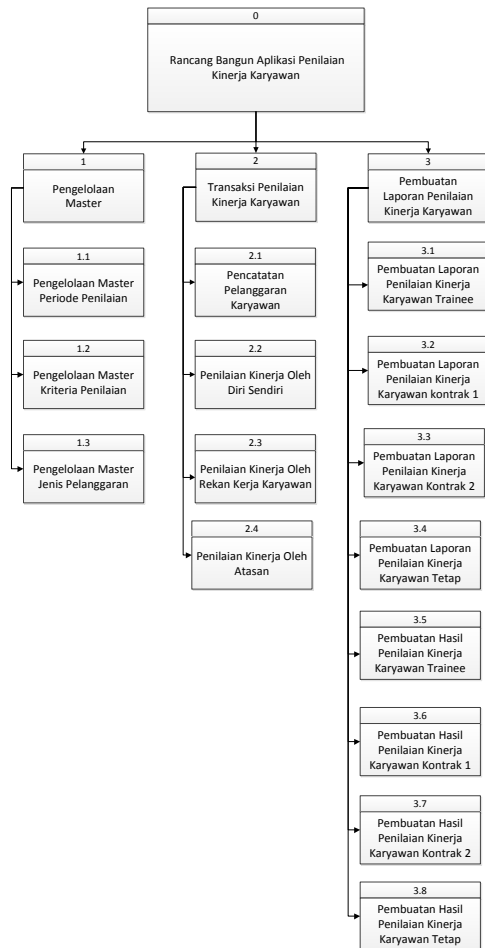 0
Rancang Bangun Aplikasi Penilaian
Kinerja Karyawan
1
Pengelolaan
Master
1.1
Pengelolaan Master
Periode Penilaian
1.2
Pengelolaan Master
Kriteria Penilaian
1.3
Pengelolaan Master
Jenis Pelanggaran
2
Transaksi Penilaian
Kinerja Karyawan
2.1
Pencatatan
Pelanggaran
Karyawan
2.2
Penilaian Kinerja Oleh
Diri Sendiri
2.3
Penilaian Kinerja Oleh
Rekan Kerja Karyawan
2.4
Penilaian Kinerja Oleh
Atasan
3
Pembuatan
Laporan Penilaian
Kinerja Karyawan
3.1
Pembuatan Laporan
Penilaian Kinerja
Karyawan Trainee
3.2
Pembuatan Laporan
Penilaian Kinerja
Karyawan kontrak 1
3.3
Pembuatan Laporan
Penilaian Kinerja
Karyawan Kontrak 2
3.4
Pembuatan Laporan
Penilaian Kinerja
Karyawan Tetap
3.5
Pembuatan Hasil
Penilaian Kinerja
Karyawan Trainee
3.6
Pembuatan Hasil
Penilaian Kinerja
Karyawan Kontrak 1
3.7
Pembuatan Hasil
Penilaian Kinerja
Karyawan Kontrak 2
3.8
Pembuatan Hasil
Penilaian Kinerja
Karyawan Tetap